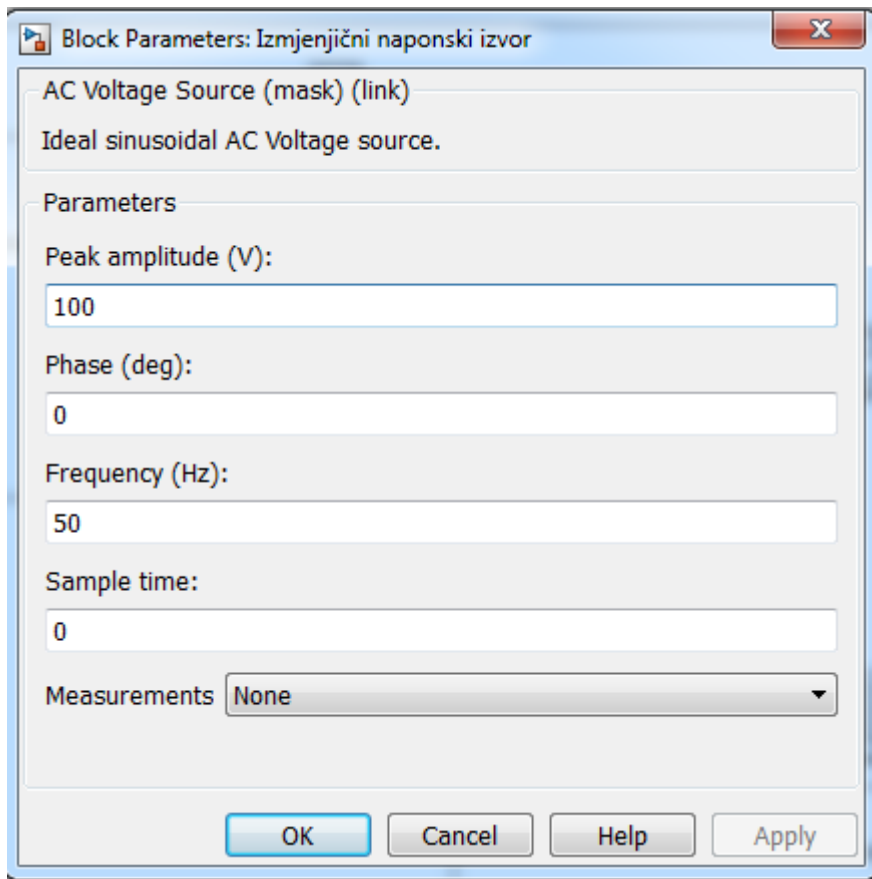 Block Parameters: Izmjenjični naponski izvor
AC Voltage Source (mask) (link)
Ideal sinusoidal AC Voltage source.
Parameters
Peak amplitude (V):
100
Phase (deg):
0
Frequency (Hz):
50
Sample time:
0
Measurements None
OK Cancel Help Apply